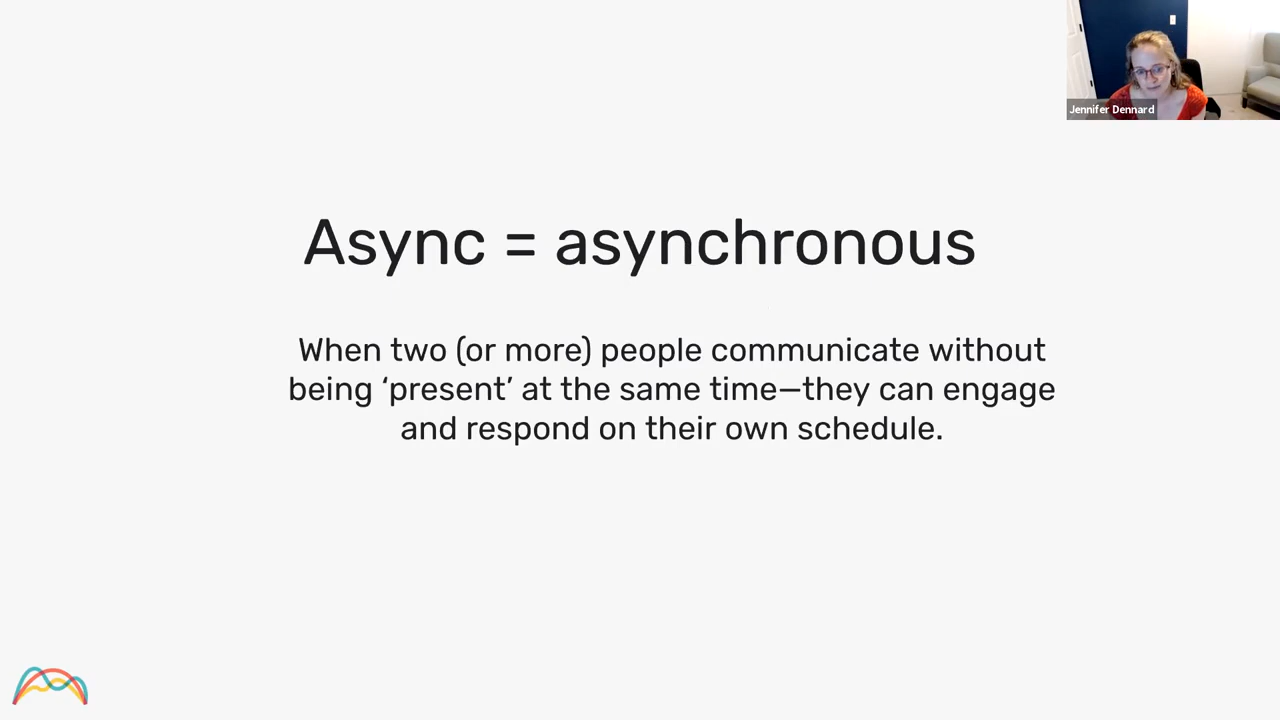 Jennifer Dennard
Async = asynchronous
When two (or more) people communicate without
being ‘present’ at the same time—they can engage
and respond on their own schedule.